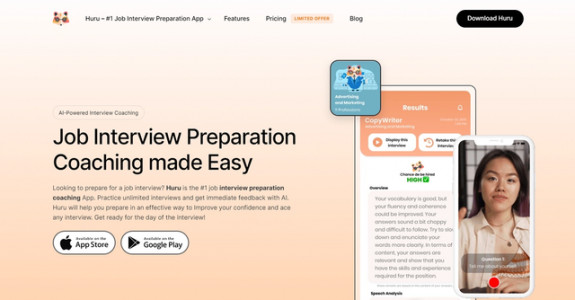 Huru – #1 Job Interview Preparation App
Features
Pricing
LIMITED OFFER
Blog
Download Huru
AI-Powered Interview Coaching
Job Interview Preparation
Coaching made Easy
Looking to prepare for a job interview? Huru is the #1 job interview preparation
coaching App. Practice unlimited interviews and get immediate feedback with AI.
Huru will help you prepare in an effective way to improve your confidence and ace
any interview. Get ready for the day of the interview!
Available on the
App Store
Available on the
Google Play
Advertising
and Marketing
Results
CopyWriter
Advertising and Marketing
Display this
interview
Retake this
interview
Chance de be hired
HIGH
Overview
Your vocabulary is good, but
your fluency and coherence
could be improved. Your
answers sound a bit choppy
and difficult to follow. Try to slow
down and enunciate your
words more clearly. In terms of
content, your answers are
relevant and show that you
have the skills and experience
required for the position.
Speech Analysis
Question 1
Tell me about yourself